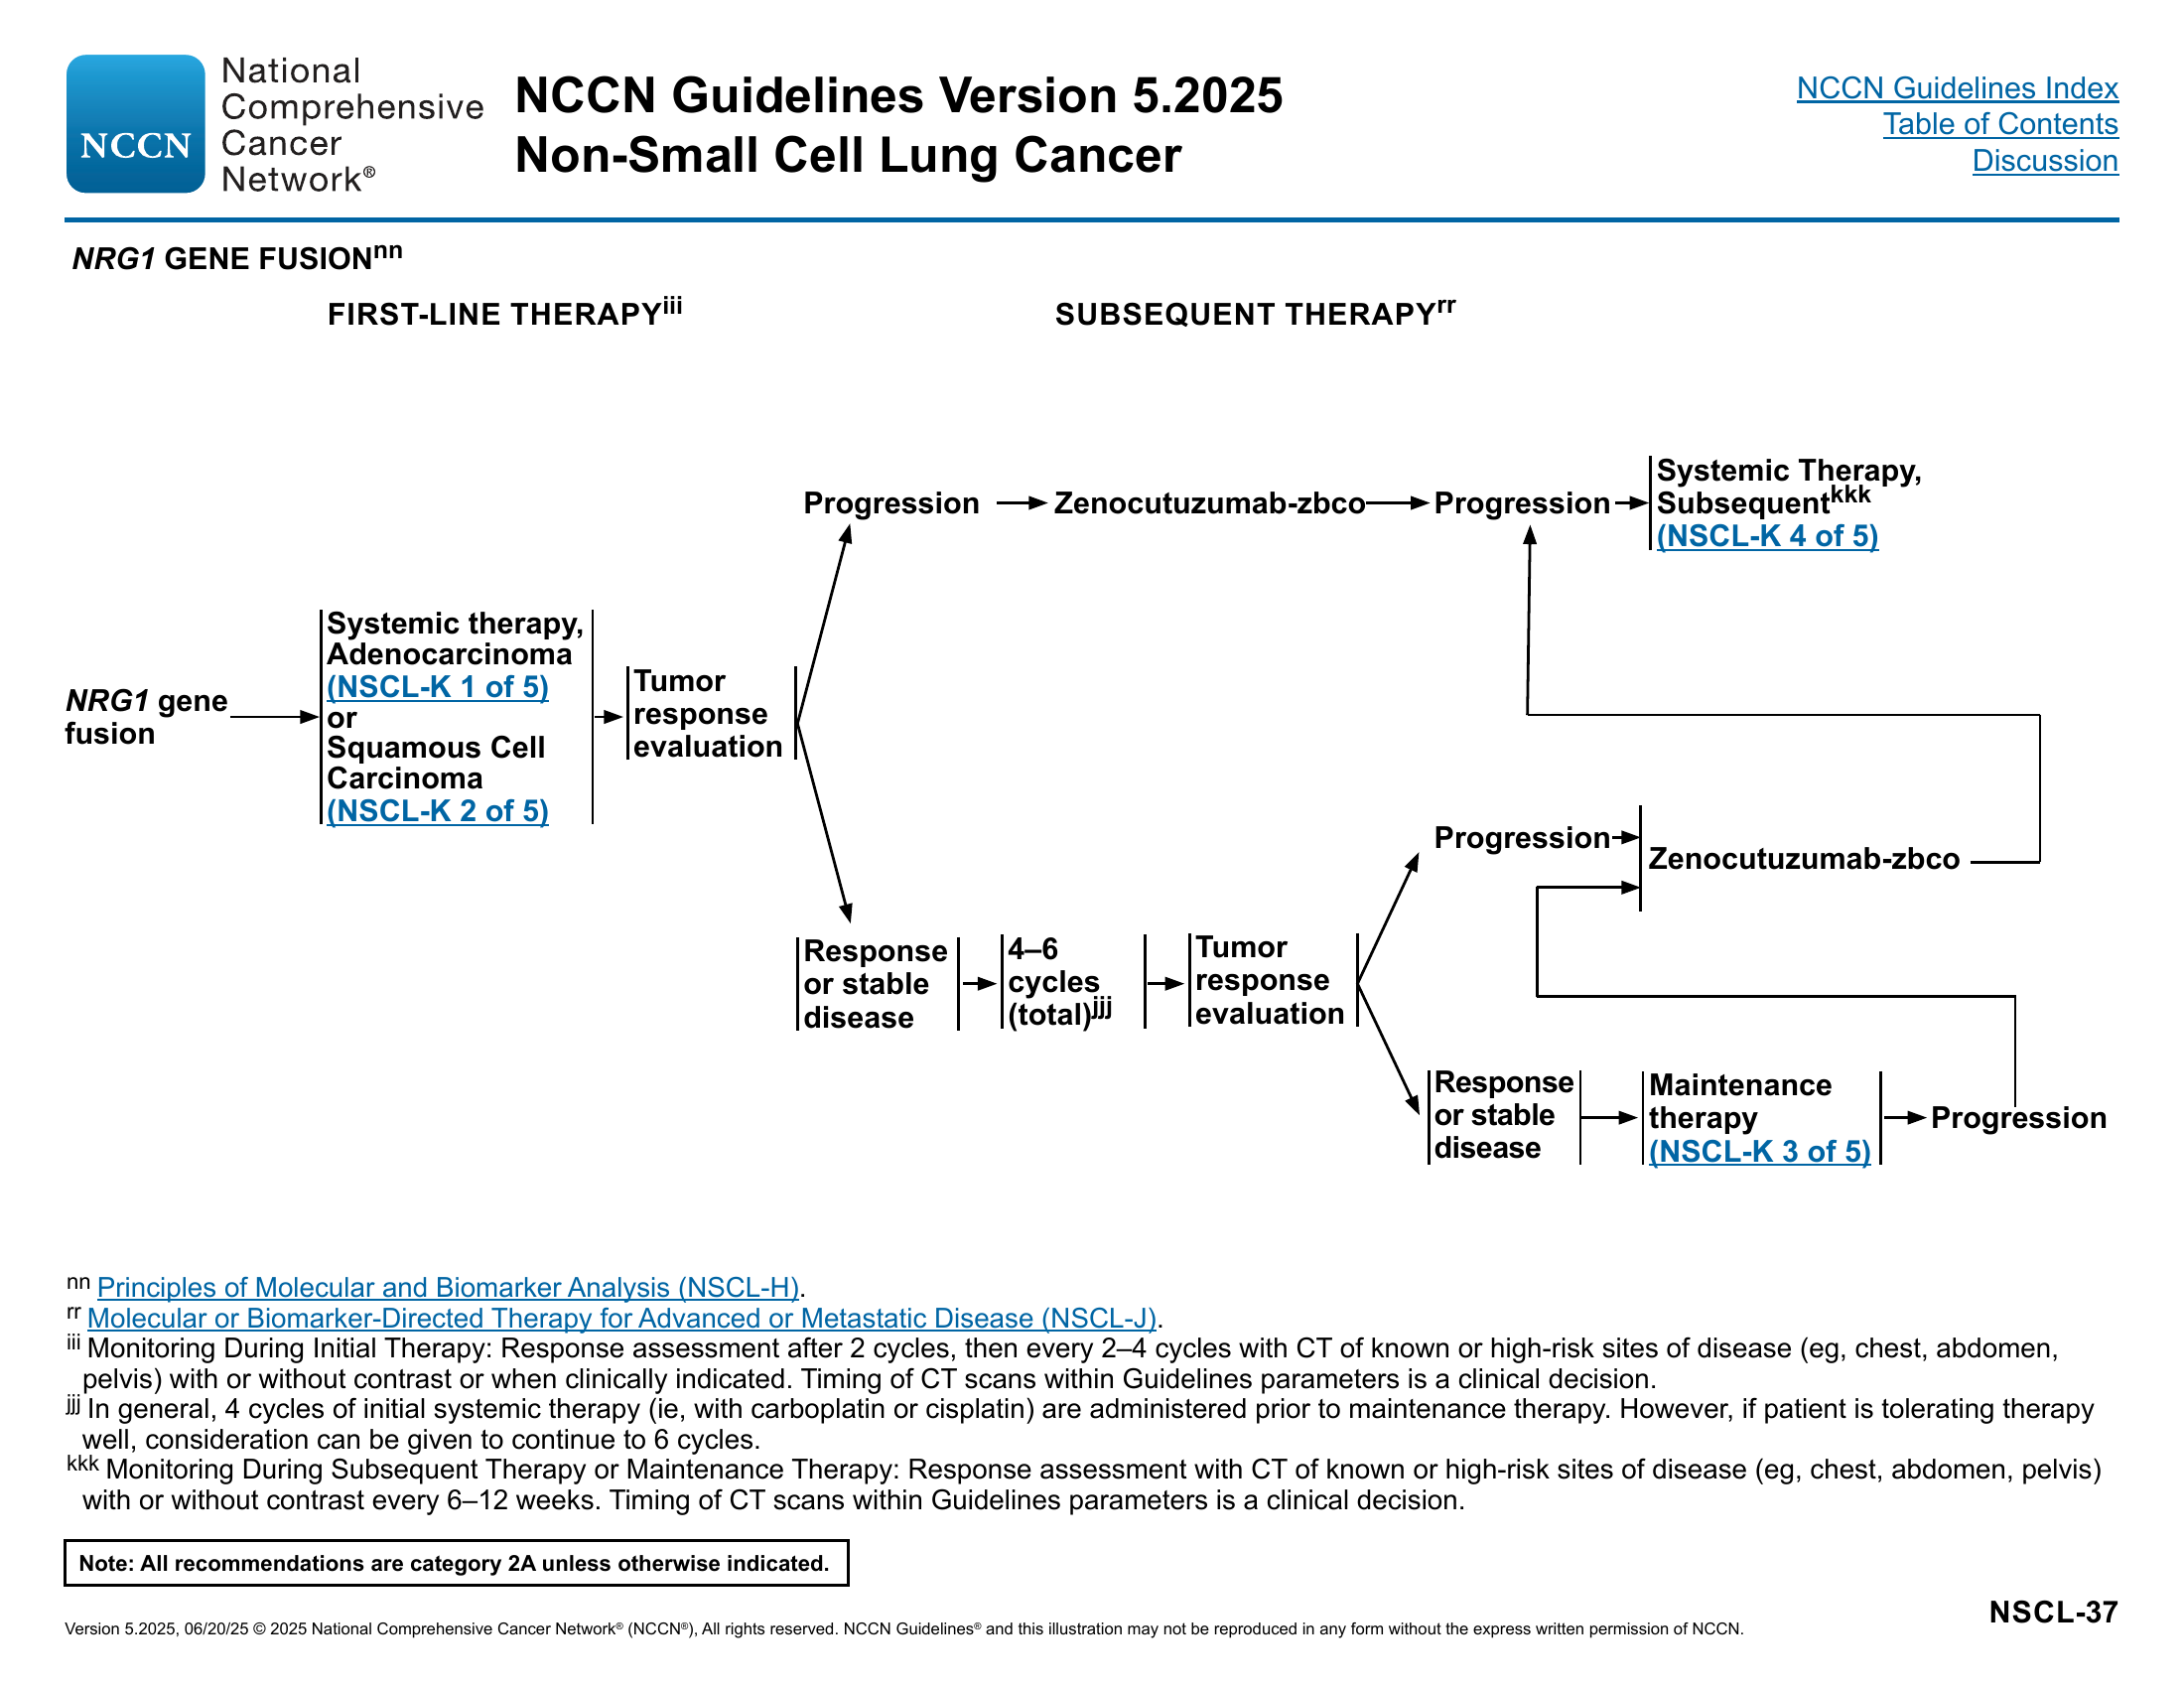 National
Comprehensive
NCCN Cancer
Network®
NCCN Guidelines Version 5.2025
Non-Small Cell Lung Cancer
NCCN Guidelines Index
Table of Contents
Discussion
NRG1 GENE FUSIONnn
FIRST-LINE THERAPYiii
SUBSEQUENT THERAPYrr
NRG1 gene
fusion
Systemic therapy,
Adenocarcinoma
(NSCL-K 1 of 5)
or
Squamous Cell
Carcinoma
(NSCL-K 2 of 5)
Tumor
response
evaluation
Progression
Zenocutuzumab-zbco
Progression
Systemic Therapy,
Subsequentkkk
(NSCL-K 4 of 5)
Response
or stable
disease
4–6
cycles
(total)jjj
Tumor
response
evaluation
Progression
Zenocutuzumab-zbco
Response
or stable
disease
Maintenance
therapy
(NSCL-K 3 of 5)
Progression
nn Principles of Molecular and Biomarker Analysis (NSCL-H).
rr Molecular or Biomarker-Directed Therapy for Advanced or Metastatic Disease (NSCL-J).
iii Monitoring During Initial Therapy: Response assessment after 2 cycles, then every 2–4 cycles with CT of known or high-risk sites of disease (eg, chest, abdomen,
pelvis) with or without contrast or when clinically indicated. Timing of CT scans within Guidelines parameters is a clinical decision.
jjj In general, 4 cycles of initial systemic therapy (ie, with carboplatin or cisplatin) are administered prior to maintenance therapy. However, if patient is tolerating therapy
well, consideration can be given to continue to 6 cycles.
kkk Monitoring During Subsequent Therapy or Maintenance Therapy: Response assessment with CT of known or high-risk sites of disease (eg, chest, abdomen, pelvis)
with or without contrast every 6–12 weeks. Timing of CT scans within Guidelines parameters is a clinical decision.
Note: All recommendations are category 2A unless otherwise indicated.
NSCL-37
Version 5.2025, 06/20/25 © 2025 National Comprehensive Cancer Network® (NCCN®), All rights reserved. NCCN Guidelines® and this illustration may not be reproduced in any form without the express written permission of NCCN.